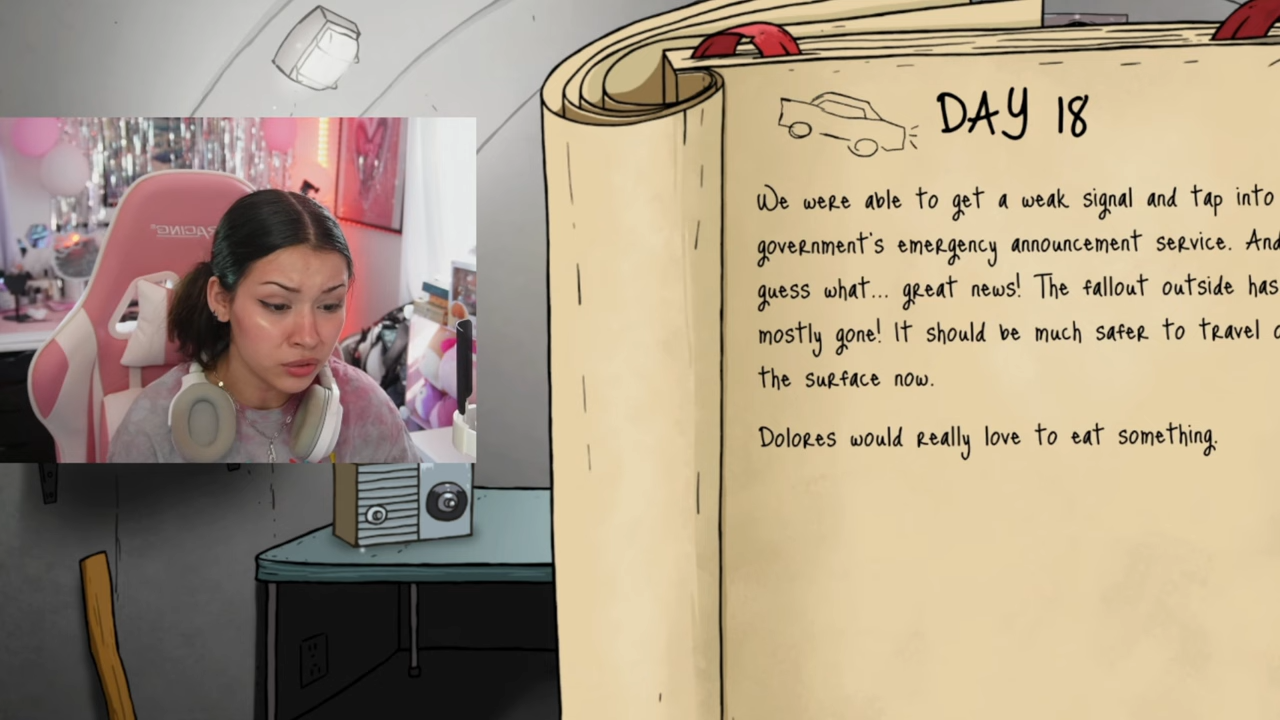 RACING
DAY 18
We were able to get a weak signal and tap into
government's emergency announcement service. And
guess what... great news! The fallout outside has
mostly gone! It should be much safer to travel o
the surface now.
Dolores would really love to eat something.